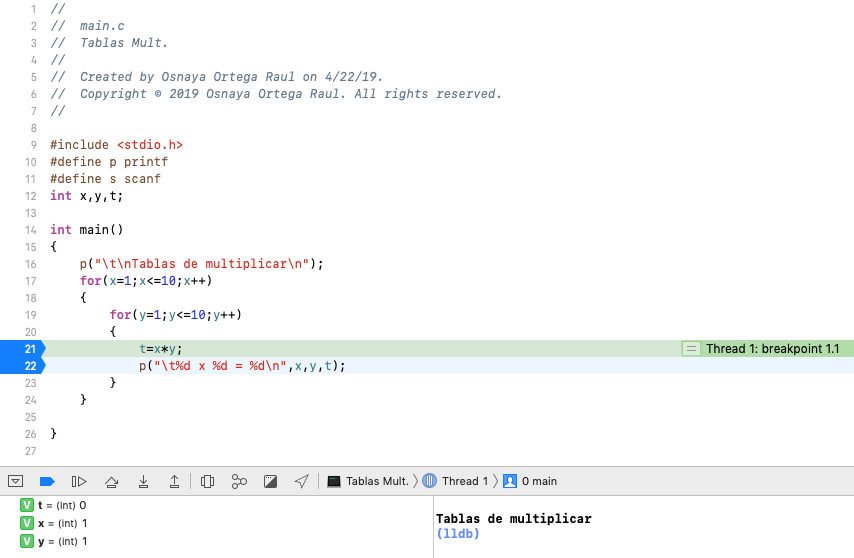 1 //
2 //  main.c
3 //  Tablas Mult.
4 //
5 //  Created by Osnaya Ortega Raul on 4/22/19.
6 //  Copyright © 2019 Osnaya Ortega Raul. All rights reserved.
7 //
8
9 #include <stdio.h>
10 #define p printf
11 #define s scanf
12 int x,y,t;
13
14 int main()
15 {
16     p("\t\nTablas de multiplicar\n");
17     for(x=1;x<=10;x++)
18     {
19         for(y=1;y<=10;y++)
20         {
21             t=x*y; Thread 1: breakpoint 1.1
22             p("\t%d x %d = %d\n",x,y,t);
23         }
24     }
25
26 }
27
Tablas Mult. Thread 1 0 main
V t = (int) 0
V x = (int) 1
V y = (int) 1
Tablas de multiplicar
(lldb)